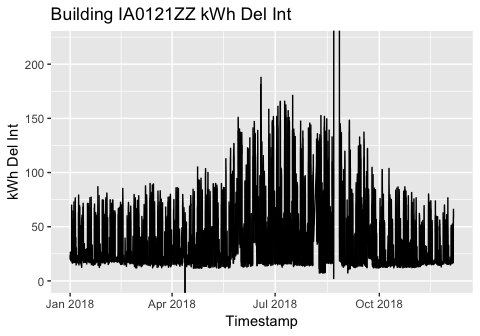 Building IA0121ZZ kWh Del Int
200
150
100
50
0
kWh Del Int
Jan 2018
Apr 2018
Jul 2018
Oct 2018
Timestamp